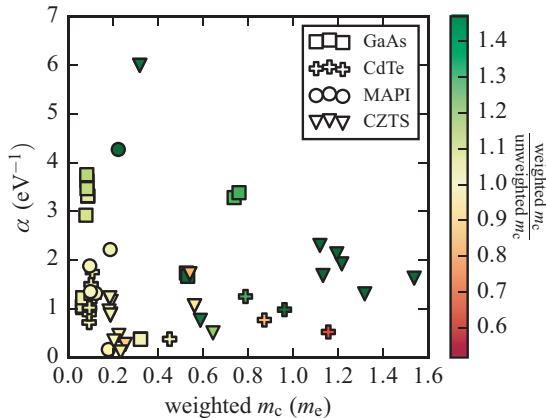 7
6
5
4
3
2
1
0
α (eV⁻¹)
0.0 0.2 0.4 0.6 0.8 1.0 1.2 1.4 1.6
weighted m_c (m_e)
GaAs
CdTe
MAPI
CZTS
1.4
1.2
1.1
1.0
0.9
0.8
0.7
0.6
weighted
unweighted m_c
m_c